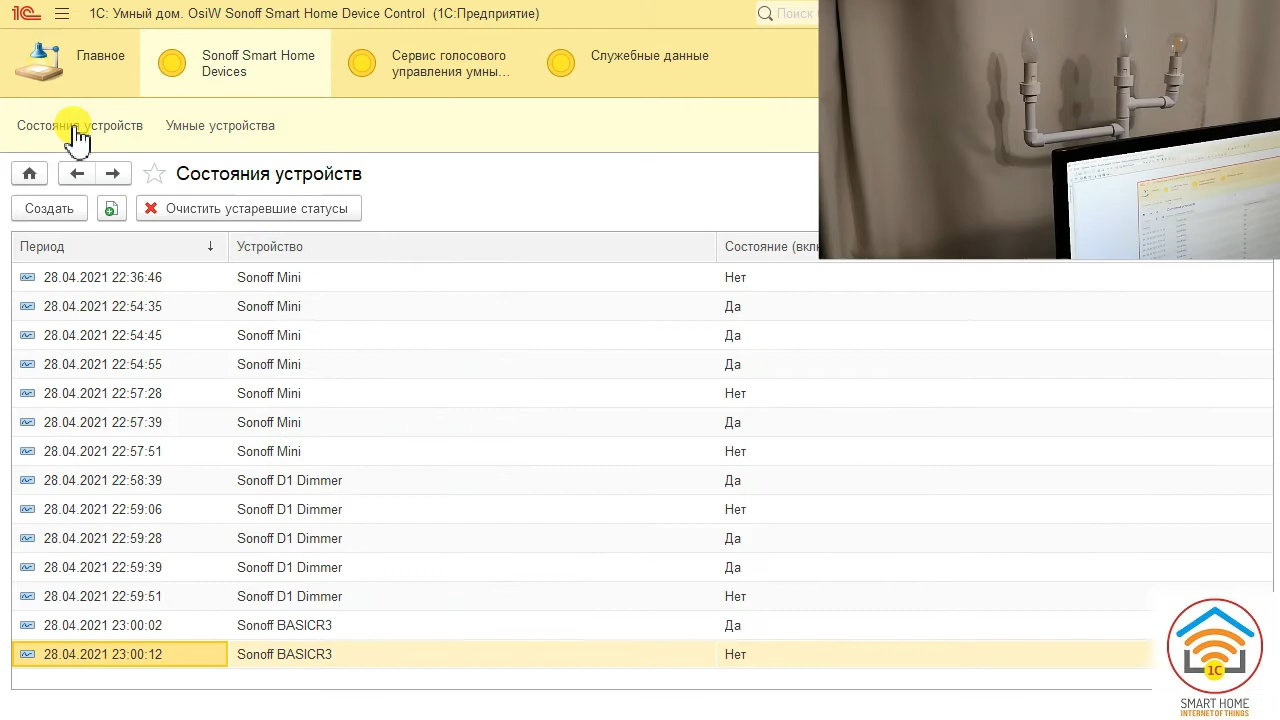 1С: Умный дом. OsiW Sonoff Smart Home Device Control (1С:Предприятие)
Поиск
Главное
Sonoff Smart Home
Devices
Сервис голосового
управления умны...
Служебные данные
Состояния устройств
Умные устройства
Состояния устройств
Создать
Очистить устаревшие статусы
Период
Устройство
Состояние (вклю
28.04.2021 22:36:46 Sonoff Mini Нет
28.04.2021 22:54:35 Sonoff Mini Да
28.04.2021 22:54:45 Sonoff Mini Да
28.04.2021 22:54:55 Sonoff Mini Да
28.04.2021 22:57:28 Sonoff Mini Нет
28.04.2021 22:57:39 Sonoff Mini Да
28.04.2021 22:57:51 Sonoff Mini Нет
28.04.2021 22:58:39 Sonoff D1 Dimmer Да
28.04.2021 22:59:06 Sonoff D1 Dimmer Нет
28.04.2021 22:59:28 Sonoff D1 Dimmer Да
28.04.2021 22:59:39 Sonoff D1 Dimmer Да
28.04.2021 22:59:51 Sonoff D1 Dimmer Нет
28.04.2021 23:00:02 Sonoff BASICR3 Да
28.04.2021 23:00:12 Sonoff BASICR3 Нет
1С
SMART HOME
INTERNET OF THINGS